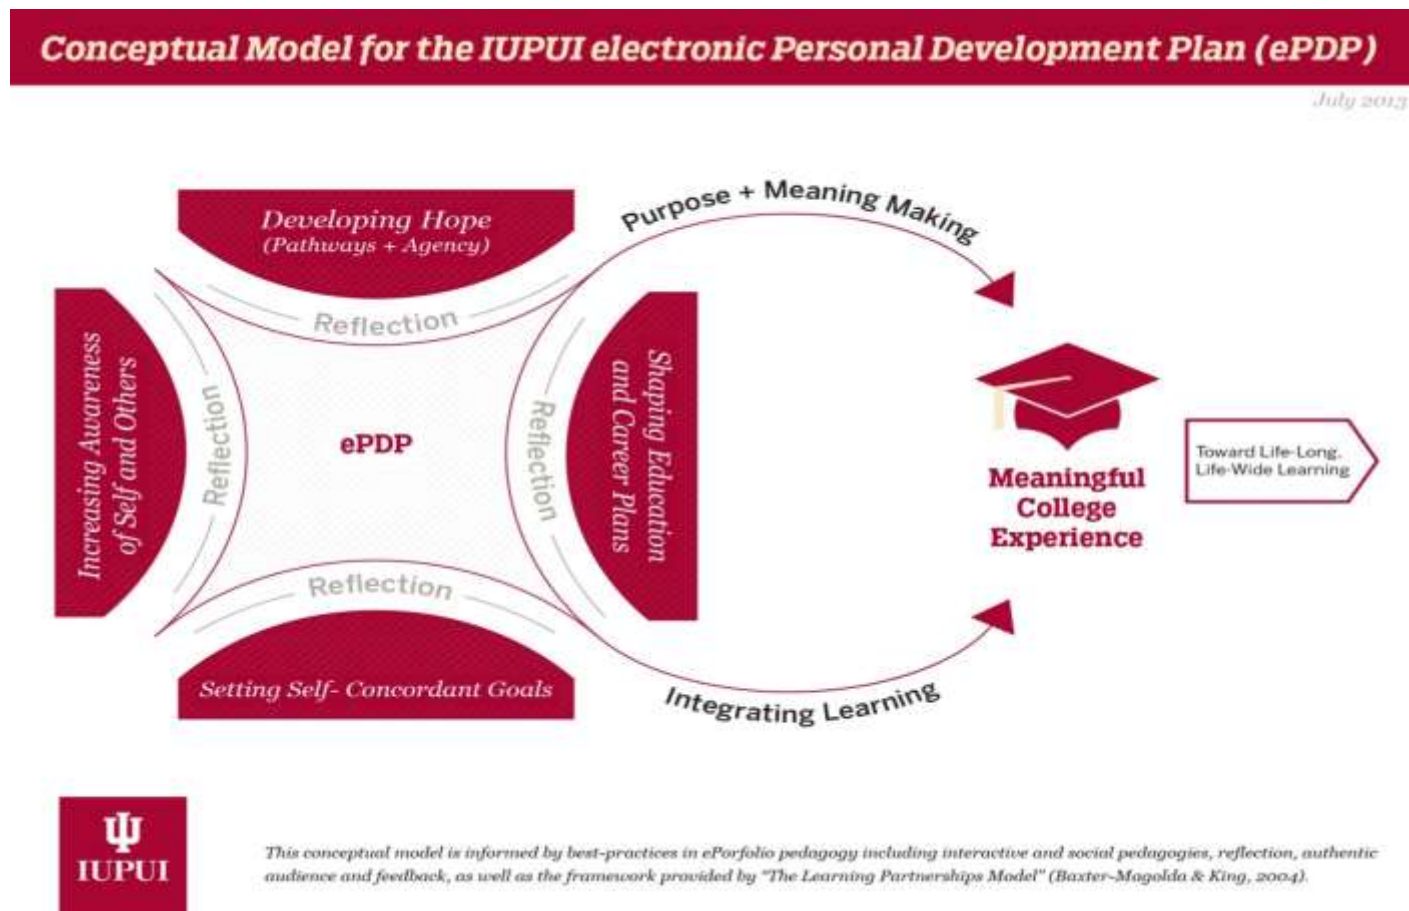 Conceptual Model for the IUPUI electronic Personal Development Plan (ePDP)
July 2013
Developing Hope
(Pathways + Agency)
Purpose + Meaning Making
Reflection
Increasing Awareness
of Self and Others
Reflection
ePDP
Reflection
Shaping Education
and Career Plans
Meaningful
College
Experience
Toward Life-Long,
Life-Wide Learning
Reflection
Setting Self- Concordant Goals
Integrating Learning
IUPUI
This conceptual model is informed by best-practices in ePorfolio pedagogy including interactive and social pedagogies, reflection, authentic
audience and feedback, as well as the framework provided by "The Learning Partnerships Model" (Baxter-Magolda & King, 2004).